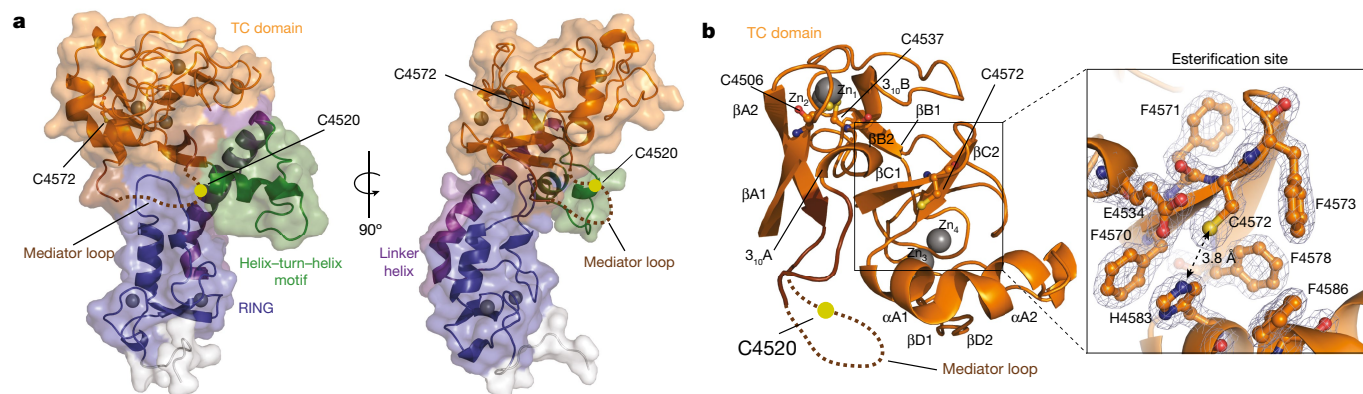 a
TC domain
C4572
C4520
C4572
Mediator loop
Helix–turn–helix
motif
RING
90º
C4520
Linker
helix
Mediator loop
b
TC domain
C4537
C4506
C4572
Zn2
Zn1
3₁₀B
βA2
βB1
βB2
βC2
βC1
βA1
3₁₀A
Zn4
Zn3
αA1
αA2
βD1
βD2
C4520
Mediator loop
Esterification site
F4571
E4534
C4572
F4573
F4570
3.8 Å
F4578
H4583
F4586